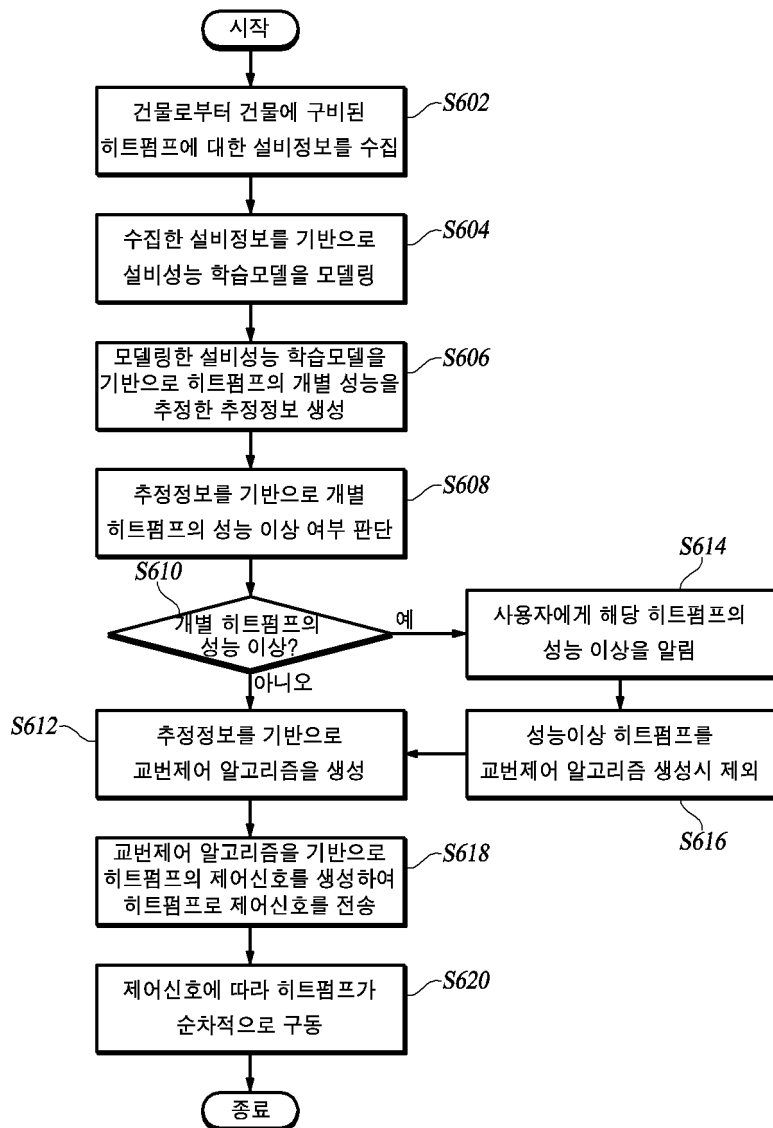 시작
S602
건물로부터 건물에 구비된
히트펌프에 대한 설비정보를 수집
S604
수집한 설비정보를 기반으로
설비성능 학습모델을 모델링
S606
모델링한 설비성능 학습모델을
기반으로 히트펌프의 개별 성능을
추정한 추정정보 생성
S608
추정정보를 기반으로 개별
히트펌프의 성능 이상 여부 판단
S610
개별 히트펌프의
성능 이상?
예
아니오
S614
사용자에게 해당 히트펌프의
성능 이상을 알림
S612
추정정보를 기반으로
교번제어 알고리즘을 생성
성능이상 히트펌프를
교번제어 알고리즘 생성시 제외
S616
S618
교번제어 알고리즘을 기반으로
히트펌프의 제어신호를 생성하여
히트펌프로 제어신호를 전송
S620
제어신호에 따라 히트펌프가
순차적으로 구동
종료